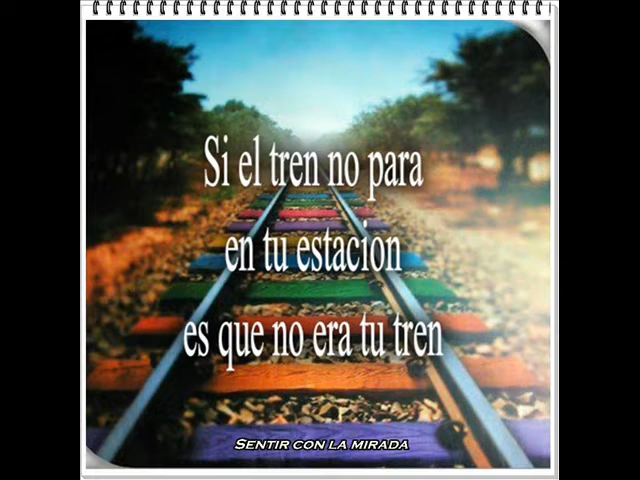 Si el tren no para
en tu estacion
es que no era tu tren
SENTIR CON LA MIRADA